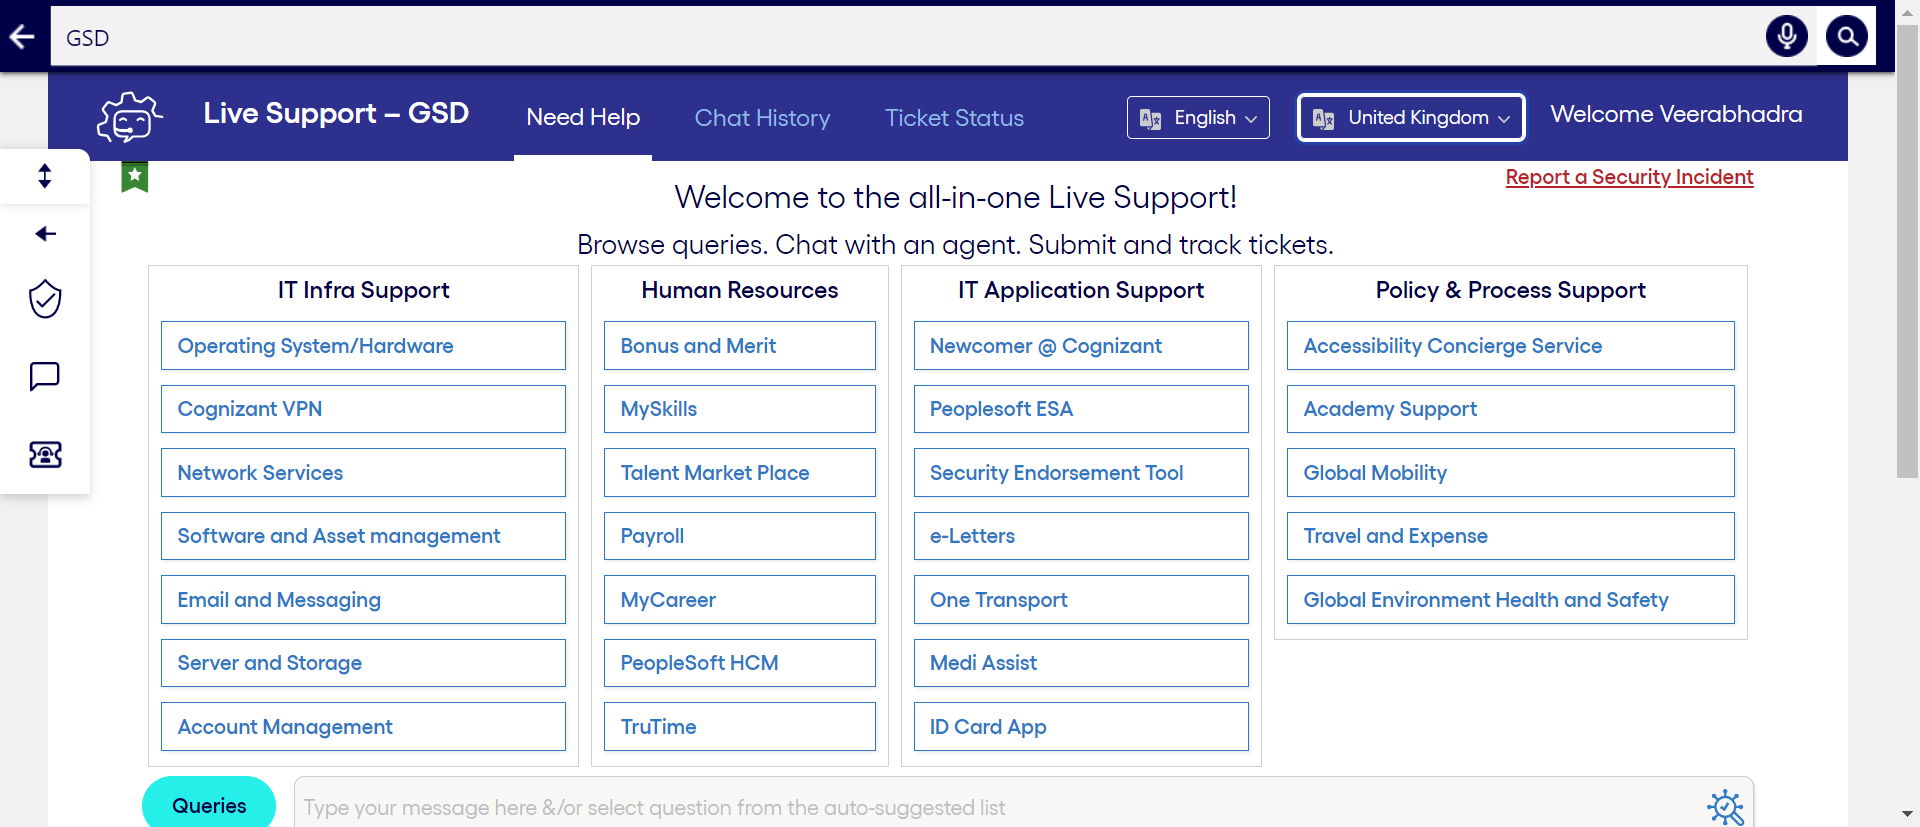 GSD
Live Support – GSD
Need Help
Chat History
Ticket Status
English
United Kingdom
Welcome Veerabhadra
Report a Security Incident
Welcome to the all-in-one Live Support!
Browse queries. Chat with an agent. Submit and track tickets.
IT Infra Support
Operating System/Hardware
Cognizant VPN
Network Services
Software and Asset management
Email and Messaging
Server and Storage
Account Management
Human Resources
Bonus and Merit
MySkills
Talent Market Place
Payroll
MyCareer
PeopleSoft HCM
TruTime
IT Application Support
Newcomer @ Cognizant
Peoplesoft ESA
Security Endorsement Tool
e-Letters
One Transport
Medi Assist
ID Card App
Policy & Process Support
Accessibility Concierge Service
Academy Support
Global Mobility
Travel and Expense
Global Environment Health and Safety
Queries
Type your message here &/or select question from the auto-suggested list